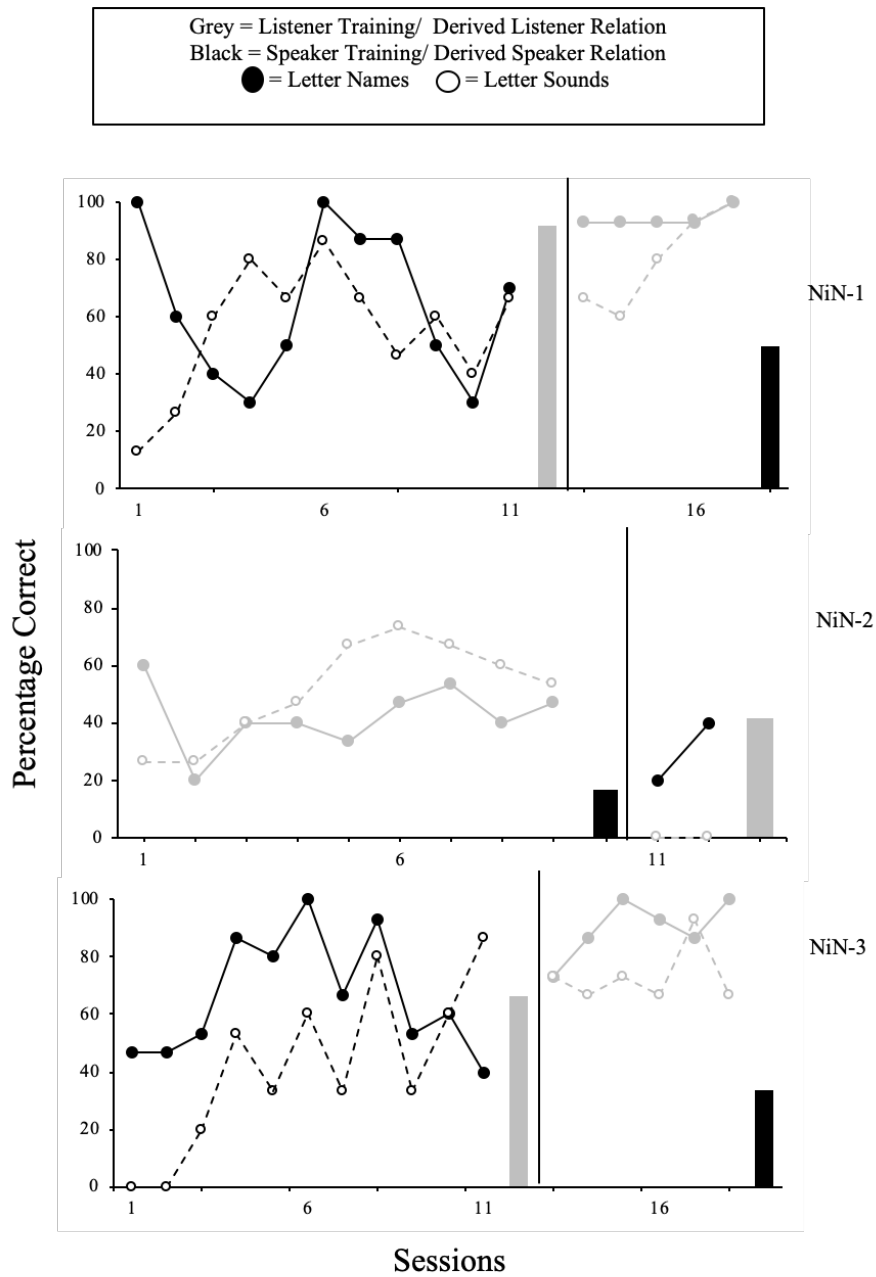 Grey = Listener Training/ Derived Listener Relation
Black = Speaker Training/ Derived Speaker Relation
= Letter Names = Letter Sounds
100
80
60
40
20
0
1 6 11 16
NiN-1
100
80
60
40
20
0
1 6 11
NiN-2
100
80
60
40
20
0
1 6 11 16
NiN-3
Percentage Correct
Sessions